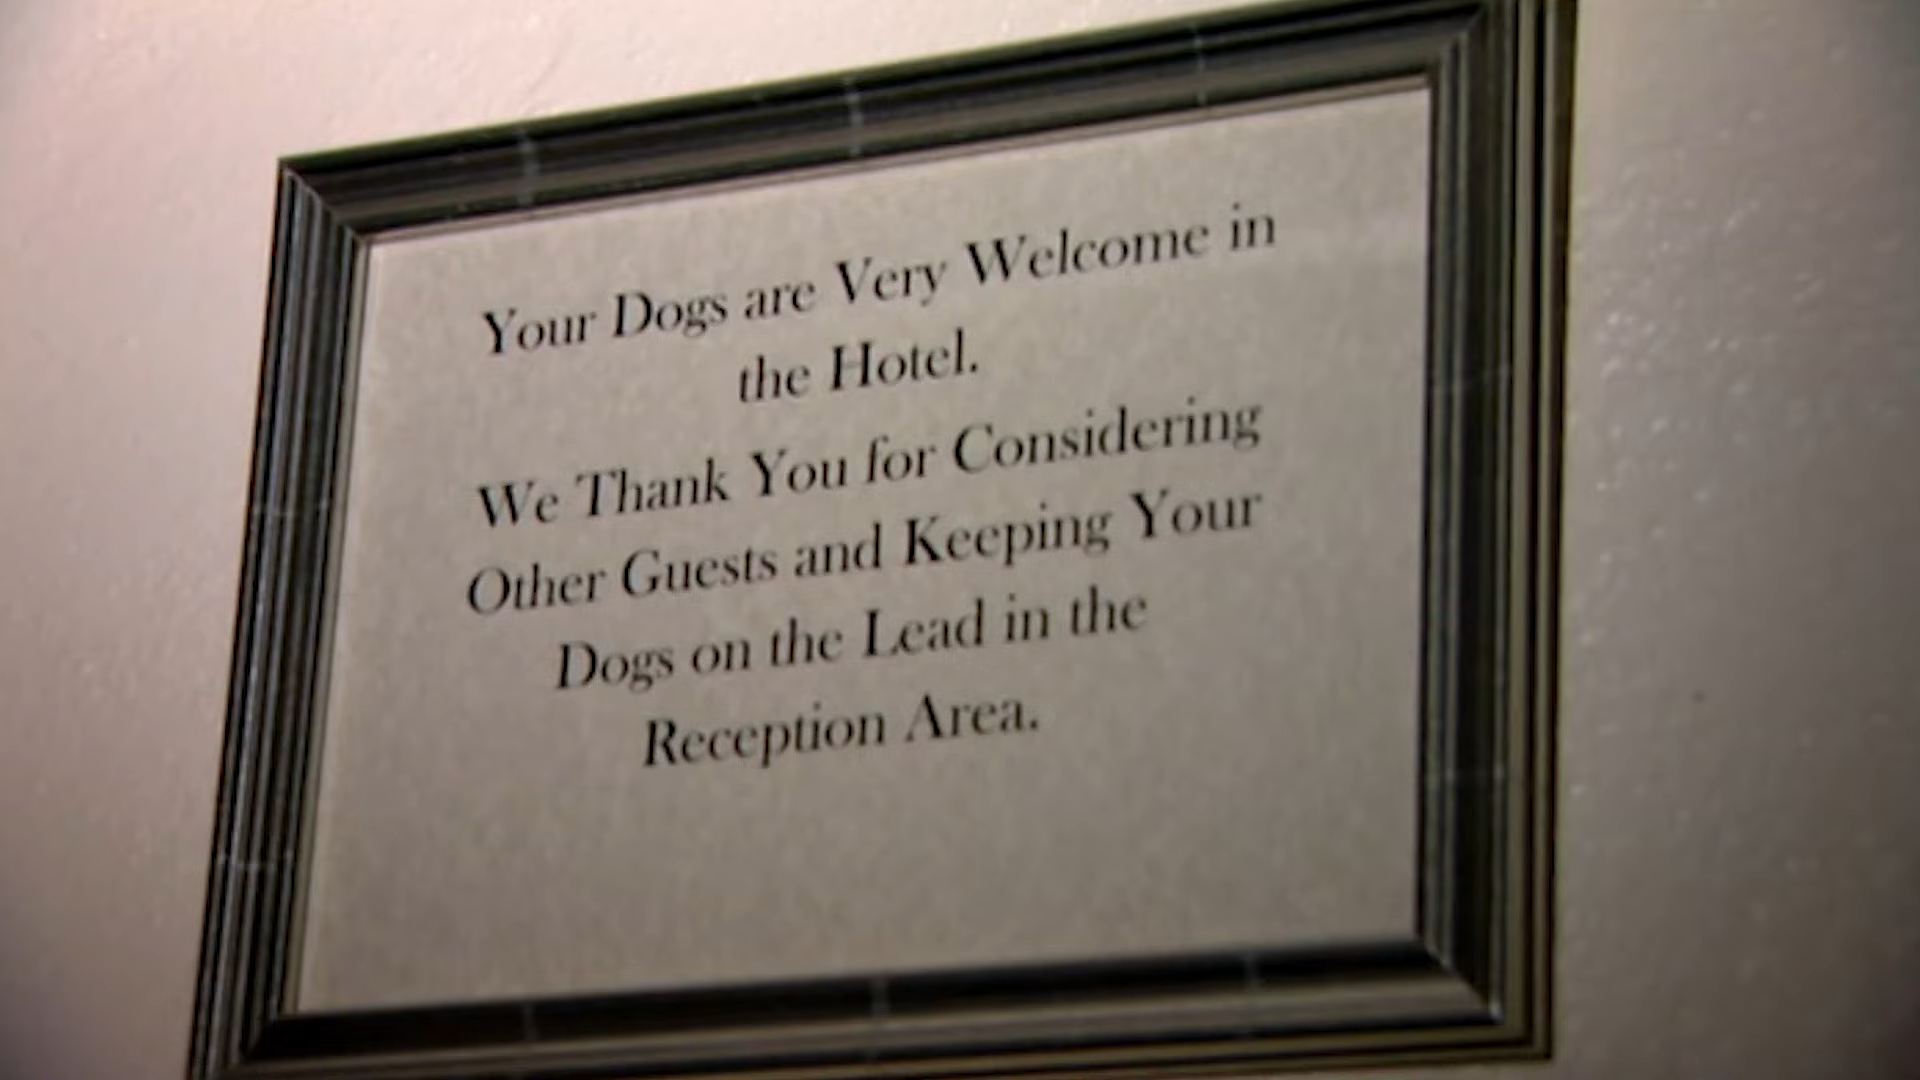 Your Dogs are Very Welcome in
the Hotel.
We Thank You for Considering
Other Guests and Keeping Your
Dogs on the Lead in the
Reception Area.